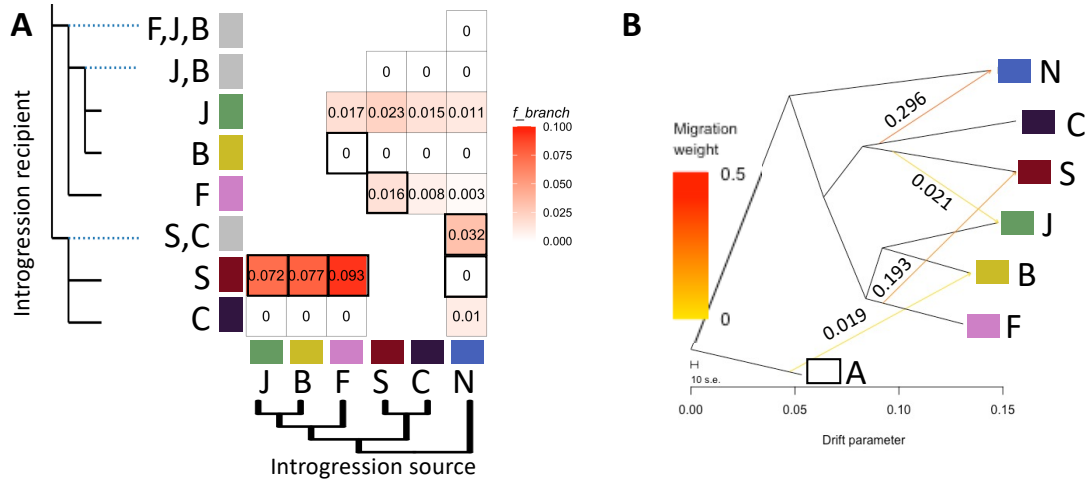 A
Introgression recipient
F,J,B
0
J,B
0 0 0
J
0.017 0.023 0.015 0.011
B
0 0 0 0
F
0.016 0.008 0.003
S,C
0.032
S
0.072 0.077 0.093 0
C
0 0 0 0.01
J B F S C N
Introgression source
f_branch
0.100
0.075
0.050
0.025
0.000
B
Migration
weight
0.5
0
N
C
S
J
B
F
A
0.296
0.021
0.193
0.019
10 s.e.
0.00 0.05 0.10 0.15
Drift parameter